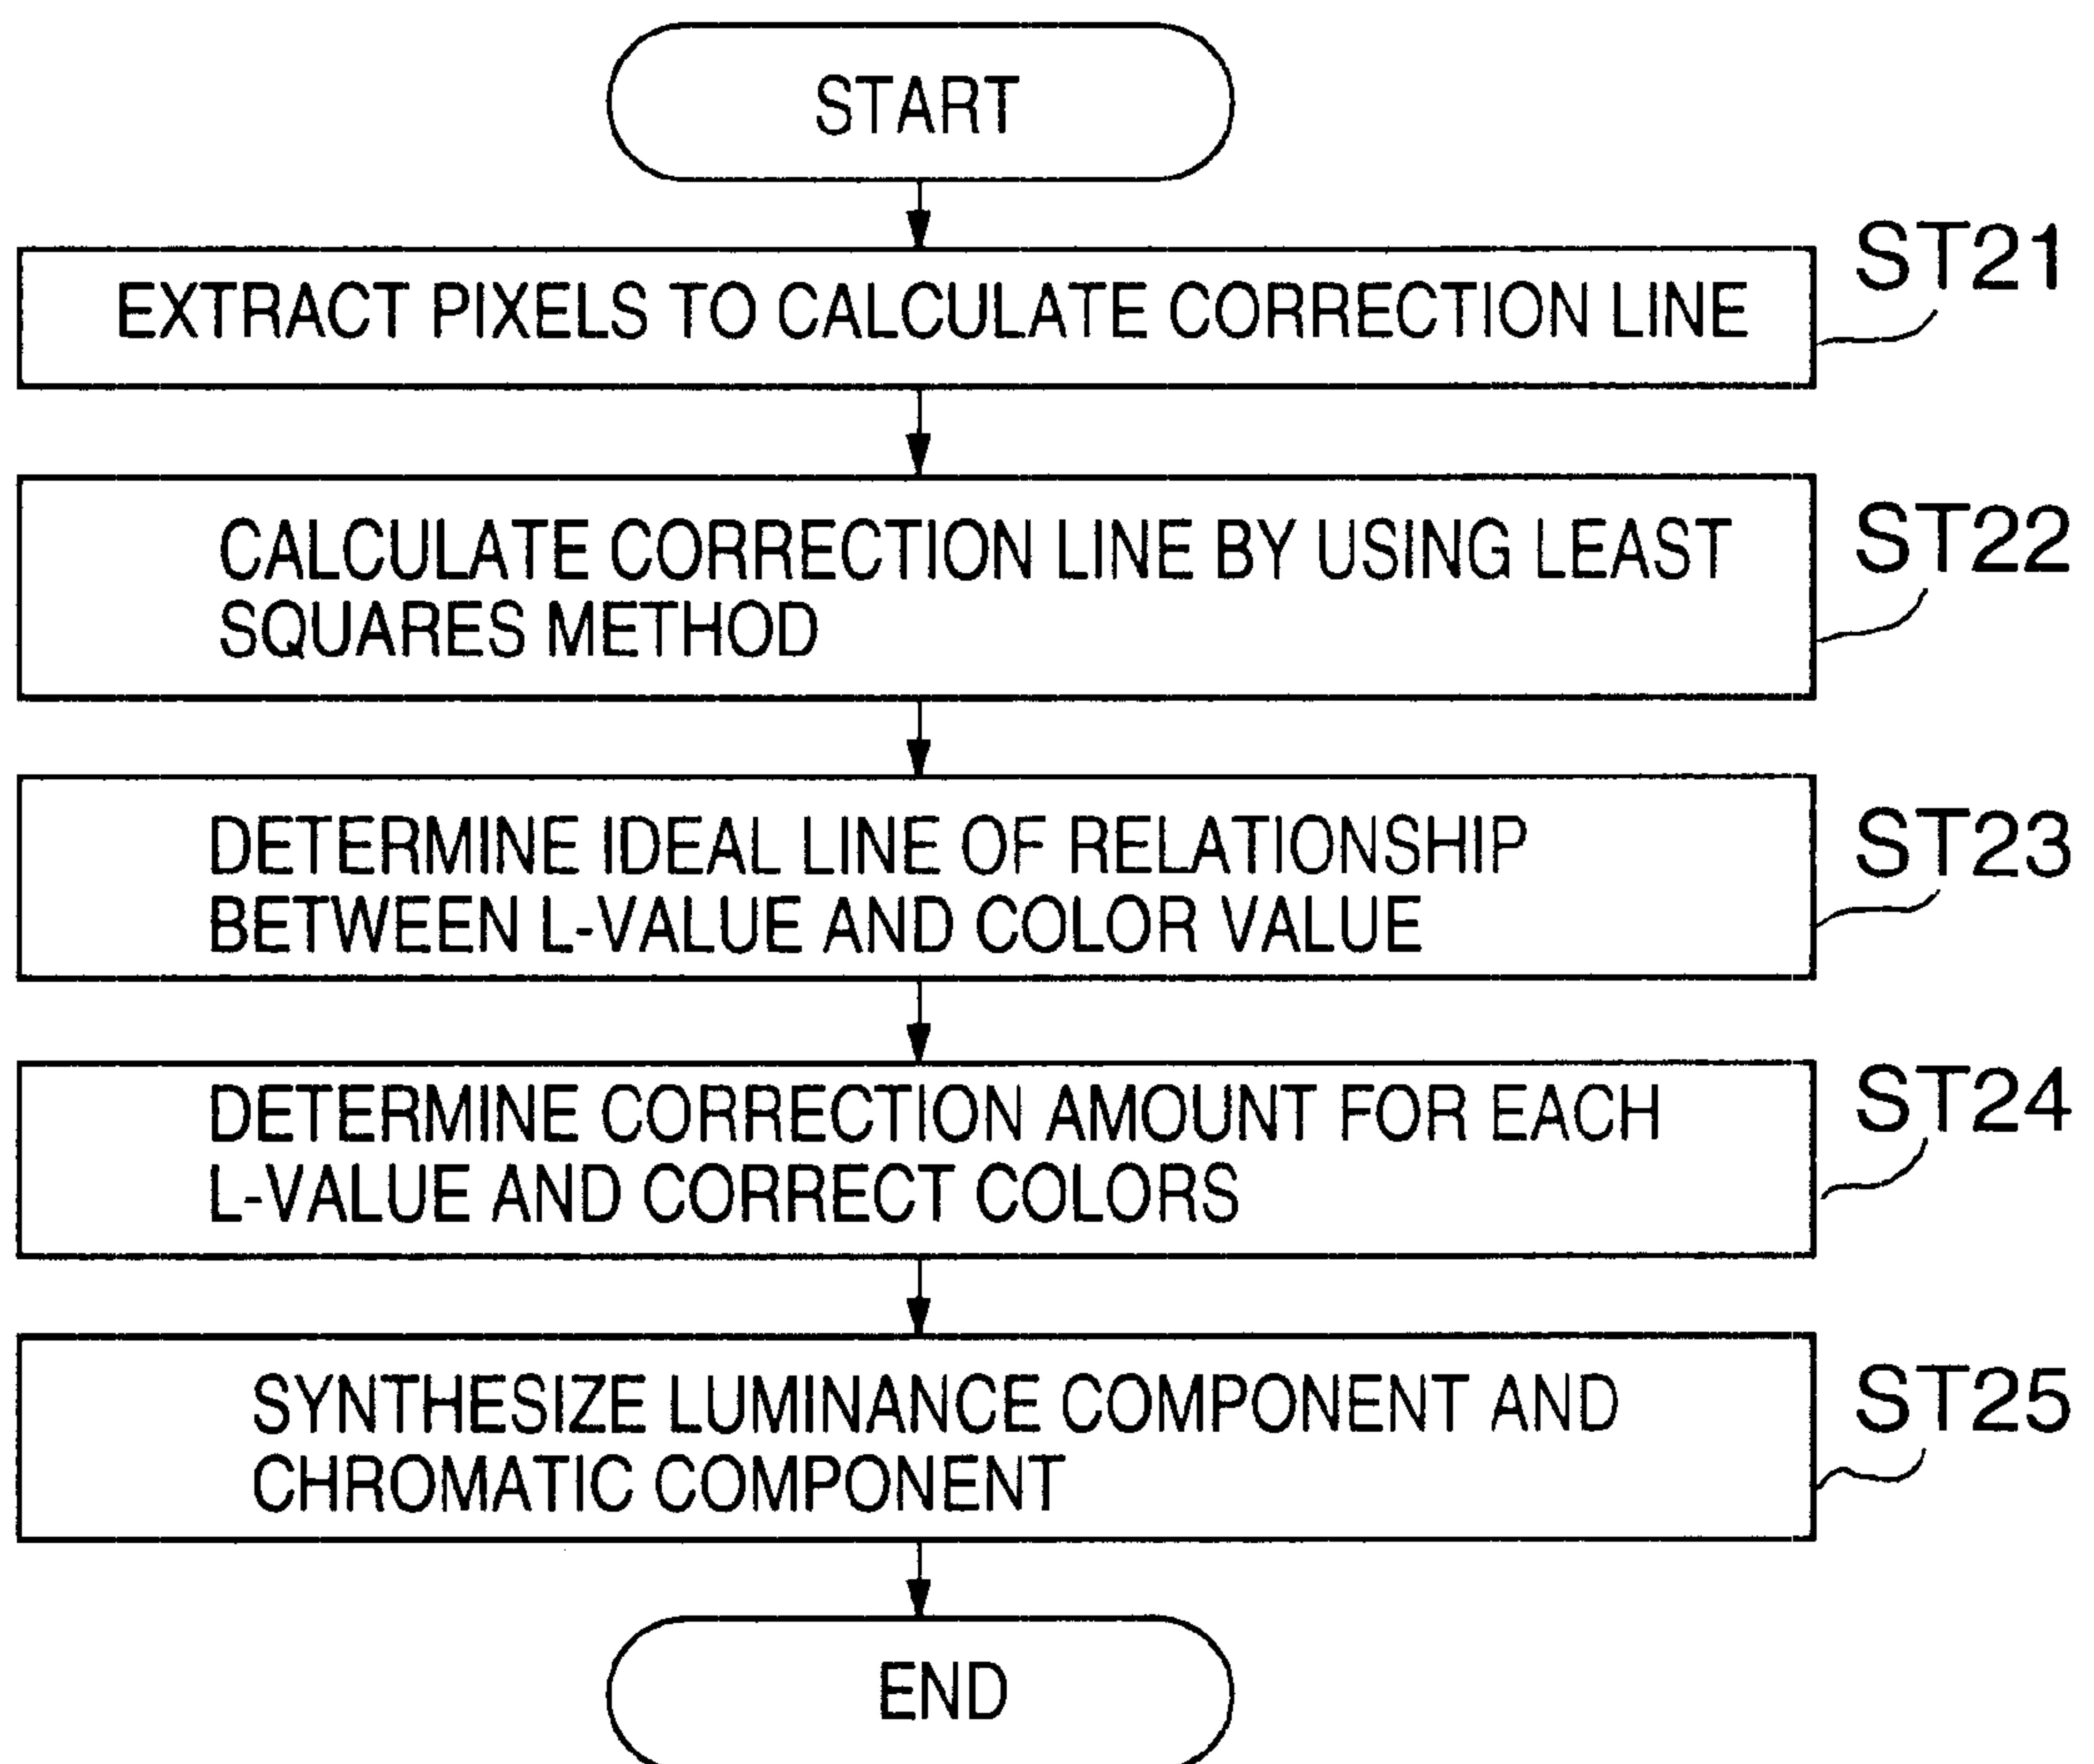 START
EXTRACT PIXELS TO CALCULATE CORRECTION LINE
ST21
CALCULATE CORRECTION LINE BY USING LEAST
SQUARES METHOD
ST22
DETERMINE IDEAL LINE OF RELATIONSHIP
BETWEEN L-VALUE AND COLOR VALUE
ST23
DETERMINE CORRECTION AMOUNT FOR EACH
L-VALUE AND CORRECT COLORS
ST24
SYNTHESIZE LUMINANCE COMPONENT AND
CHROMATIC COMPONENT
ST25
END